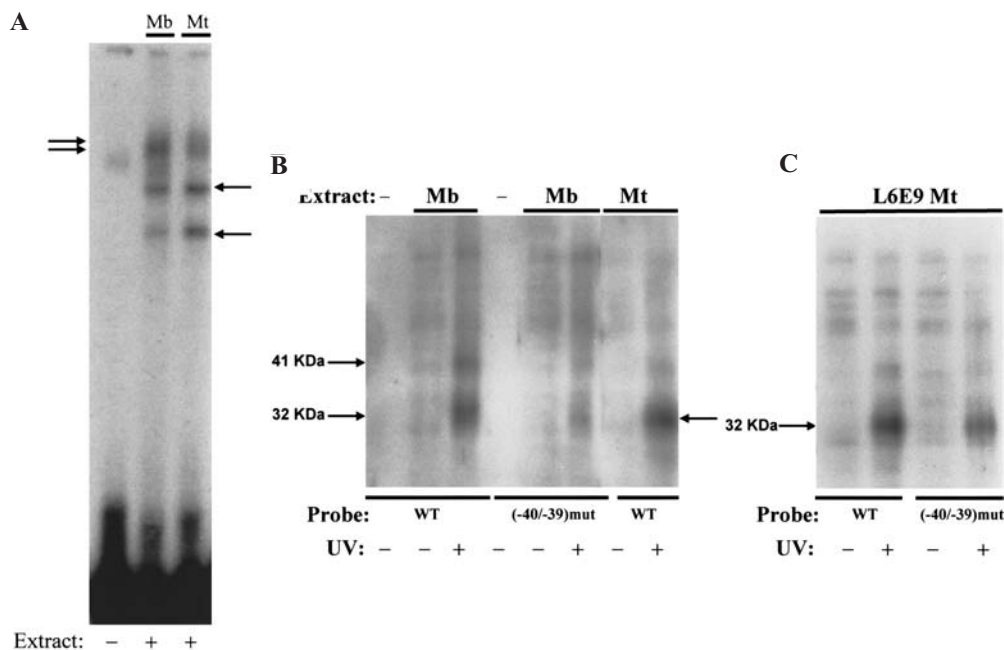 A
Mb Mt
Extract: – + +
B
Extract: – Mb – Mb Mt
41 KDa
32 KDa
Probe: WT (-40/-39)mut WT
UV: – – + – – + – +
C
L6E9 Mt
32 KDa
Probe: WT (-40/-39)mut
UV: – + – +